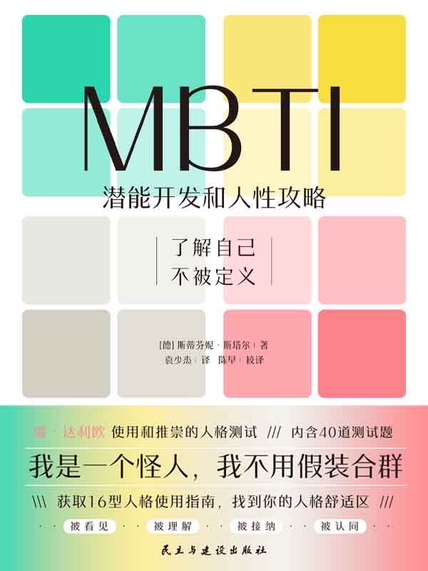 MBTI
潜能开发和人性攻略
了解自己
不被定义
[德] 斯蒂芬妮·斯塔尔 | 著
袁少杰 | 译 陈早 | 校译
瑞·达利欧 使用和推崇的人格测试 /// 内含40道测试题
我是一个怪人，我不用假装合群
\\\ 获取16型人格使用指南，找到你的人格舒适区 ///
·· 被看见 ·· 被理解 ·· 被接纳 ·· 被认同 ··
民主与建设出版社